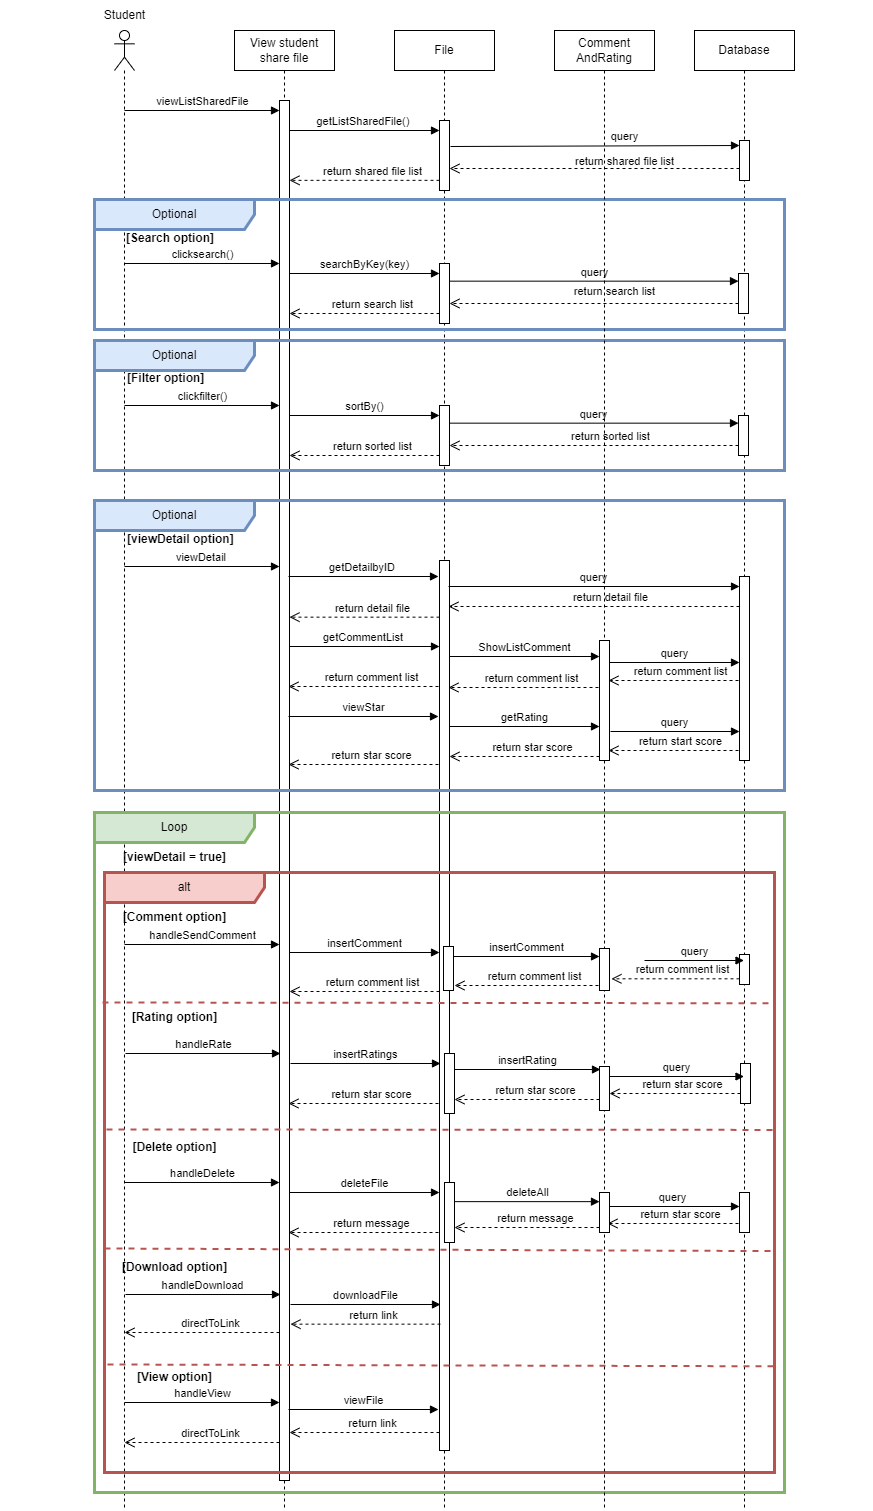 Student
View student
share file
File
Comment
AndRating
Database
viewListSharedFile
getListSharedFile()
query
return shared file list
return shared file list
Optional
[Search option]
clicksearch()
searchByKey(key)
query
return search list
return search list
Optional
[Filter option]
clickfilter()
sortBy()
query
return sorted list
return sorted list
Optional
[viewDetail option]
viewDetail
getDetailbyID
query
return detail file
return detail file
getCommentList
ShowListComment
query
return comment list
return comment list
return comment list
viewStar
getRating
query
return start score
return star score
return star score
Loop
[viewDetail = true]
alt
[Comment option]
handleSendComment
insertComment
insertComment
query
return comment list
return comment list
return comment list
[Rating option]
handleRate
insertRatings
insertRating
query
return star score
return star score
return star score
[Delete option]
handleDelete
deleteFile
deleteAll
query
return star score
return message
return message
[Download option]
handleDownload
downloadFile
return link
directToLink
[View option]
handleView
viewFile
return link
directToLink